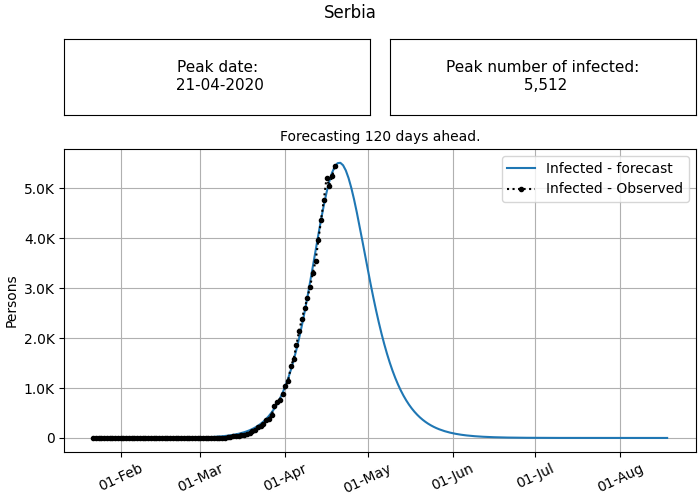 Serbia
Peak date:
21-04-2020
Peak number of infected:
5,512
Forecasting 120 days ahead.
Infected - forecast
Infected - Observed
Persons
5.0K
4.0K
3.0K
2.0K
1.0K
0
01-Feb
01-Mar
01-Apr
01-May
01-Jun
01-Jul
01-Aug